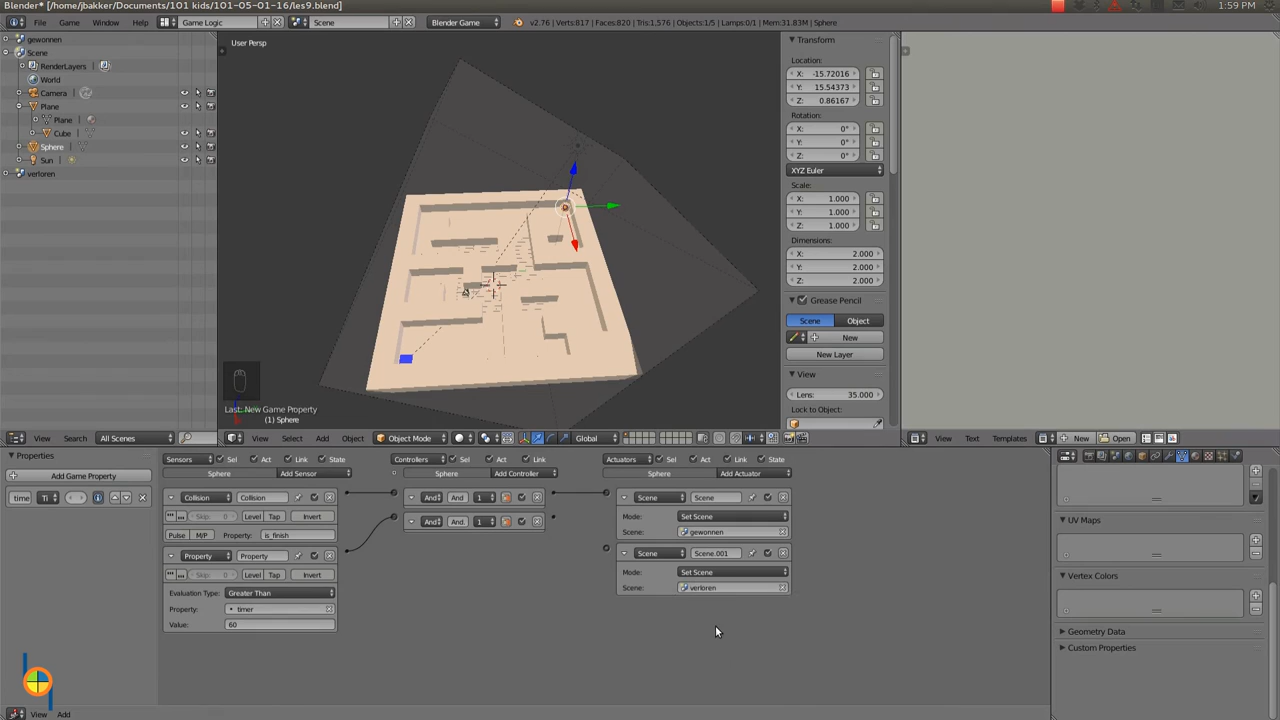 Blender* [/home/jbakker/Documents/101 kids/101-05-01-16/les9.blend]
1:59 PM
File
Game
Window
Help
Game Logic
Scene
Blender Game
v2.76 | Verts:817 | Faces:820 | Tris:1,576 | Objects:1/5 | Lamps:0/1 | Mem:31.83M | Sphere
gewonnen
Scene
RenderLayers
World
Camera
Plane
Plane
Cube
Sphere
Sun
verloren
User Persp
Last: New Game Property
(1) Sphere
Transform
Location:
X: -15.72016
Y: 15.54373
Z: 0.86167
Rotation:
X: 0°
Y: 0°
Z: 0°
XYZ Euler
Scale:
X: 1.000
Y: 1.000
Z: 1.000
Dimensions:
X: 2.000
Y: 2.000
Z: 2.000
Grease Pencil
Scene
Object
New
New Layer
View
Lens: 35.000
Lock to Object:
View
Search
All Scenes
View
Select
Add
Object
Object Mode
Global
View
Text
Templates
New
Open
Properties
Add Game Property
time
Ti
Sensors
Sel
Act
Link
State
Sphere
Add Sensor
Collision
Collision
Skip: 0
Level
Tap
Invert
Pulse
M/P
Property:
is_finish
Property
Property
Skip: 0
Level
Tap
Invert
Evaluation Type:
Greater Than
Property:
timer
Value:
60
Controllers
Sel
Act
Link
Sphere
Add Controller
And
And
1
And
And.
1
Actuators
Sel
Act
Link
State
Sphere
Add Actuator
Scene
Scene
Mode:
Set Scene
Scene:
gewonnen
Scene
Scene.001
Mode:
Set Scene
Scene:
verloren
UV Maps
Vertex Colors
Geometry Data
Custom Properties
View
Add